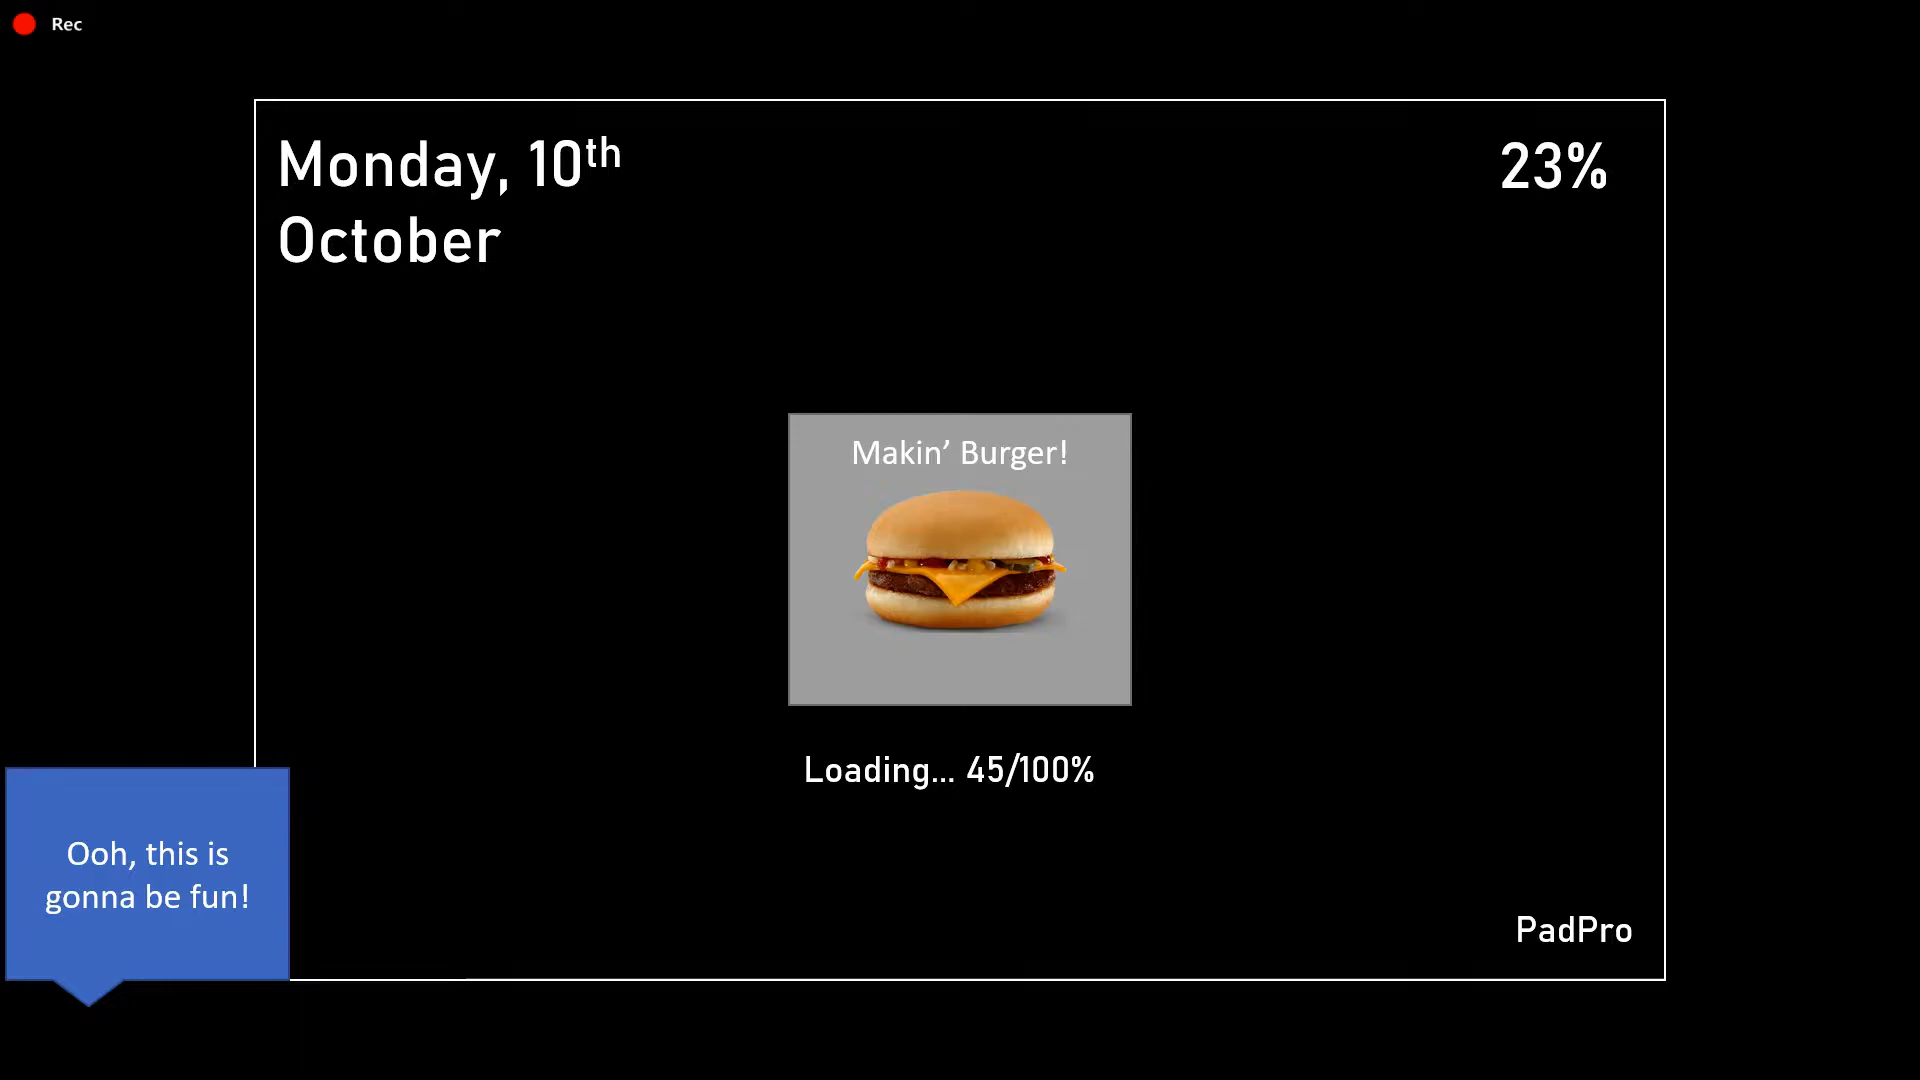 Rec
Monday, 10th
October
23%
Makin’ Burger!
Loading... 45/100%
Ooh, this is
gonna be fun!
PadPro